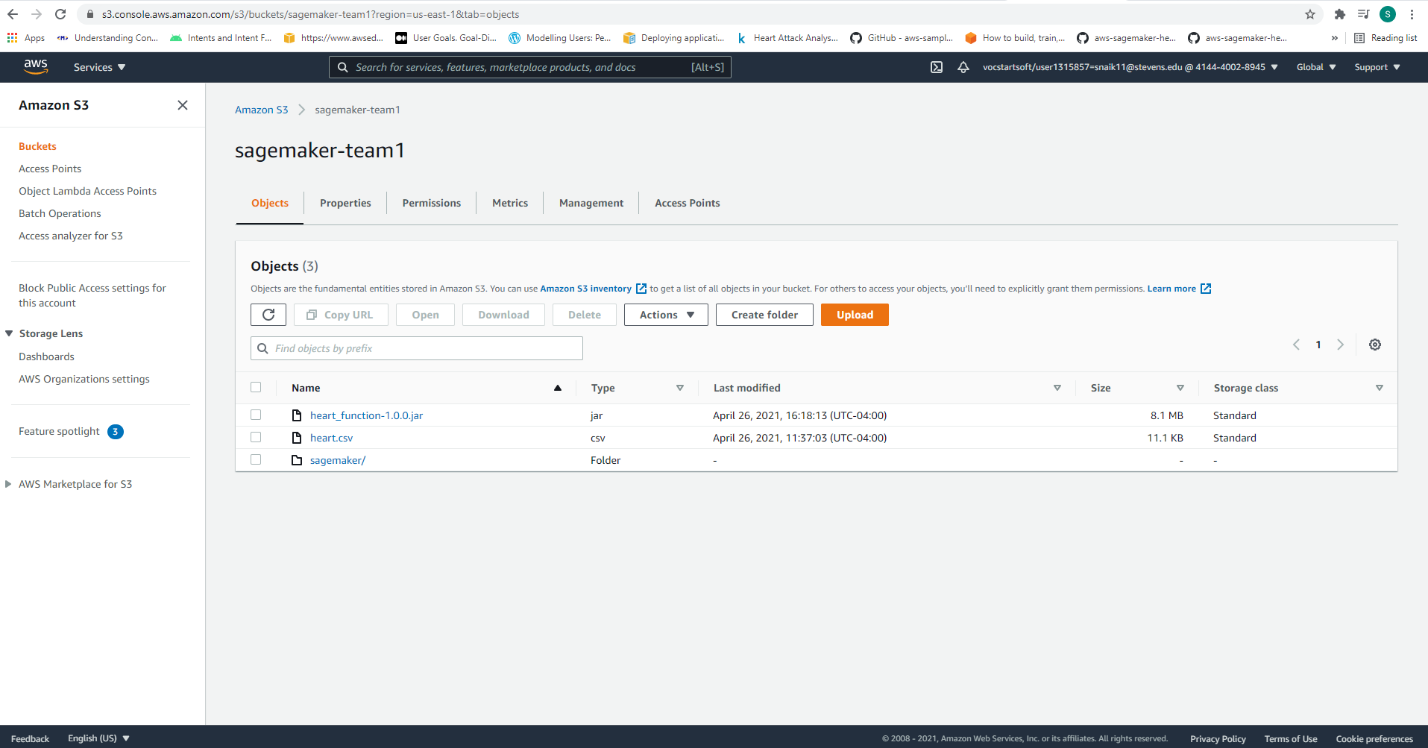 s3.console.aws.amazon.com/s3/buckets/sagemaker-team1?region=us-east-1&tab=objects
S
Apps Understanding Con... Intents and Intent F... https://www.awsed... User Goals. Goal-Di... Modelling Users: Pe... Deploying applicati... Heart Attack Analys... GitHub - aws-sampl... How to build, train,... aws-sagemaker-he... aws-sagemaker-he... » Reading list
aws Services Search for services, features, marketplace products, and docs [Alt+S] vocstartsoft/user1315857=snaik11@stevens.edu @ 4144-4002-8945 Global Support
Amazon S3
Buckets
Access Points
Object Lambda Access Points
Batch Operations
Access analyzer for S3
Block Public Access settings for
this account
Storage Lens
Dashboards
AWS Organizations settings
Feature spotlight 3
AWS Marketplace for S3
Amazon S3 sagemaker-team1
sagemaker-team1
Objects Properties Permissions Metrics Management Access Points
Objects (3)
Objects are the fundamental entities stored in Amazon S3. You can use Amazon S3 inventory to get a list of all objects in your bucket. For others to access your objects, you'll need to explicitly grant them permissions. Learn more
Copy URL Open Download Delete Actions Create folder Upload
Find objects by prefix 1
Name Type Last modified Size Storage class
heart_function-1.0.0.jar jar April 26, 2021, 16:18:13 (UTC-04:00) 8.1 MB Standard
heart.csv csv April 26, 2021, 11:37:03 (UTC-04:00) 11.1 KB Standard
sagemaker/ Folder - - -
Feedback English (US) © 2008 - 2021, Amazon Web Services, Inc. or its affiliates. All rights reserved. Privacy Policy Terms of Use Cookie preferences